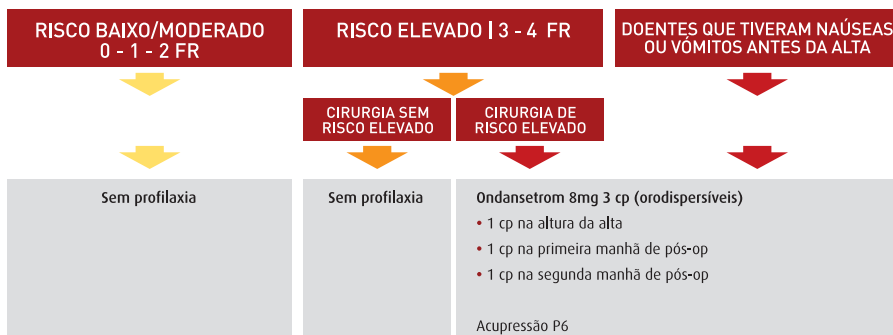 RISCO BAIXO/MODERADO
0 - 1 - 2 FR
RISCO ELEVADO | 3 - 4 FR
DOENTES QUE TIVERAM NAÚSEAS
OU VÓMITOS ANTES DA ALTA
CIRURGIA SEM
RISCO ELEVADO
CIRURGIA DE
RISCO ELEVADO
Sem profilaxia
Sem profilaxia
Ondansetrom 8mg 3 cp (orodispersíveis)
• 1 cp na altura da alta
• 1 cp na primeira manhã de pós-op
• 1 cp na segunda manhã de pós-op
Acupressão P6